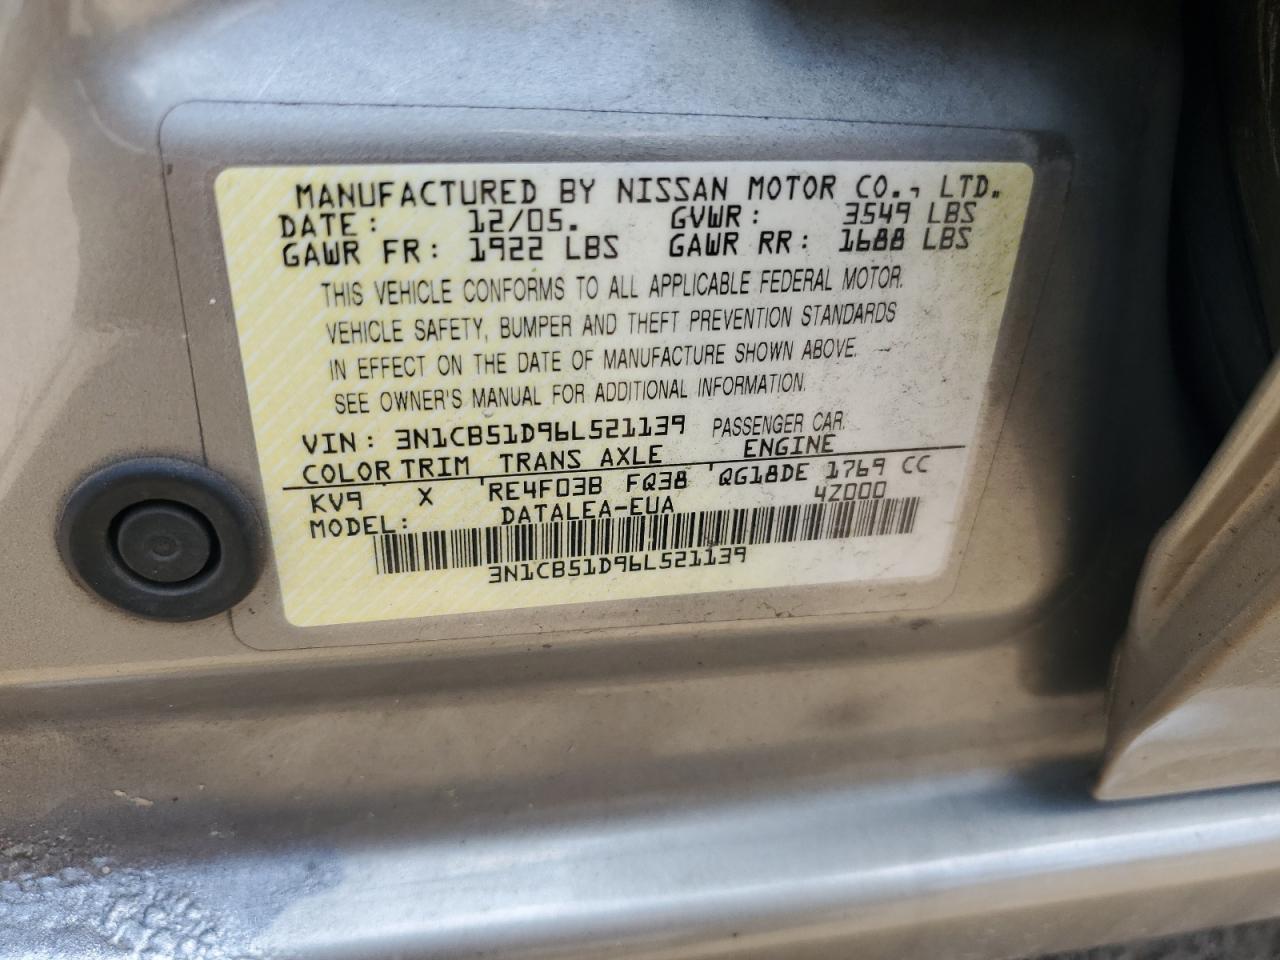 MANUFACTURED BY NISSAN MOTOR CO., LTD.
DATE: 12/05. GVWR: 3549 LBS
GAWR FR: 1922 LBS GAWR RR: 1688 LBS
THIS VEHICLE CONFORMS TO ALL APPLICABLE FEDERAL MOTOR.
VEHICLE SAFETY, BUMPER AND THEFT PREVENTION STANDARDS
IN EFFECT ON THE DATE OF MANUFACTURE SHOWN ABOVE.
SEE OWNER'S MANUAL FOR ADDITIONAL INFORMATION.
VIN: 3N1CB51D96L521139 PASSENGER CAR.
COLOR TRIM TRANS AXLE ENGINE
KV9 X RE4F03B FQ38 QG18DE 1769 CC
MODEL: DATALEA-EUA 4Z000
3N1CB51D96L521139